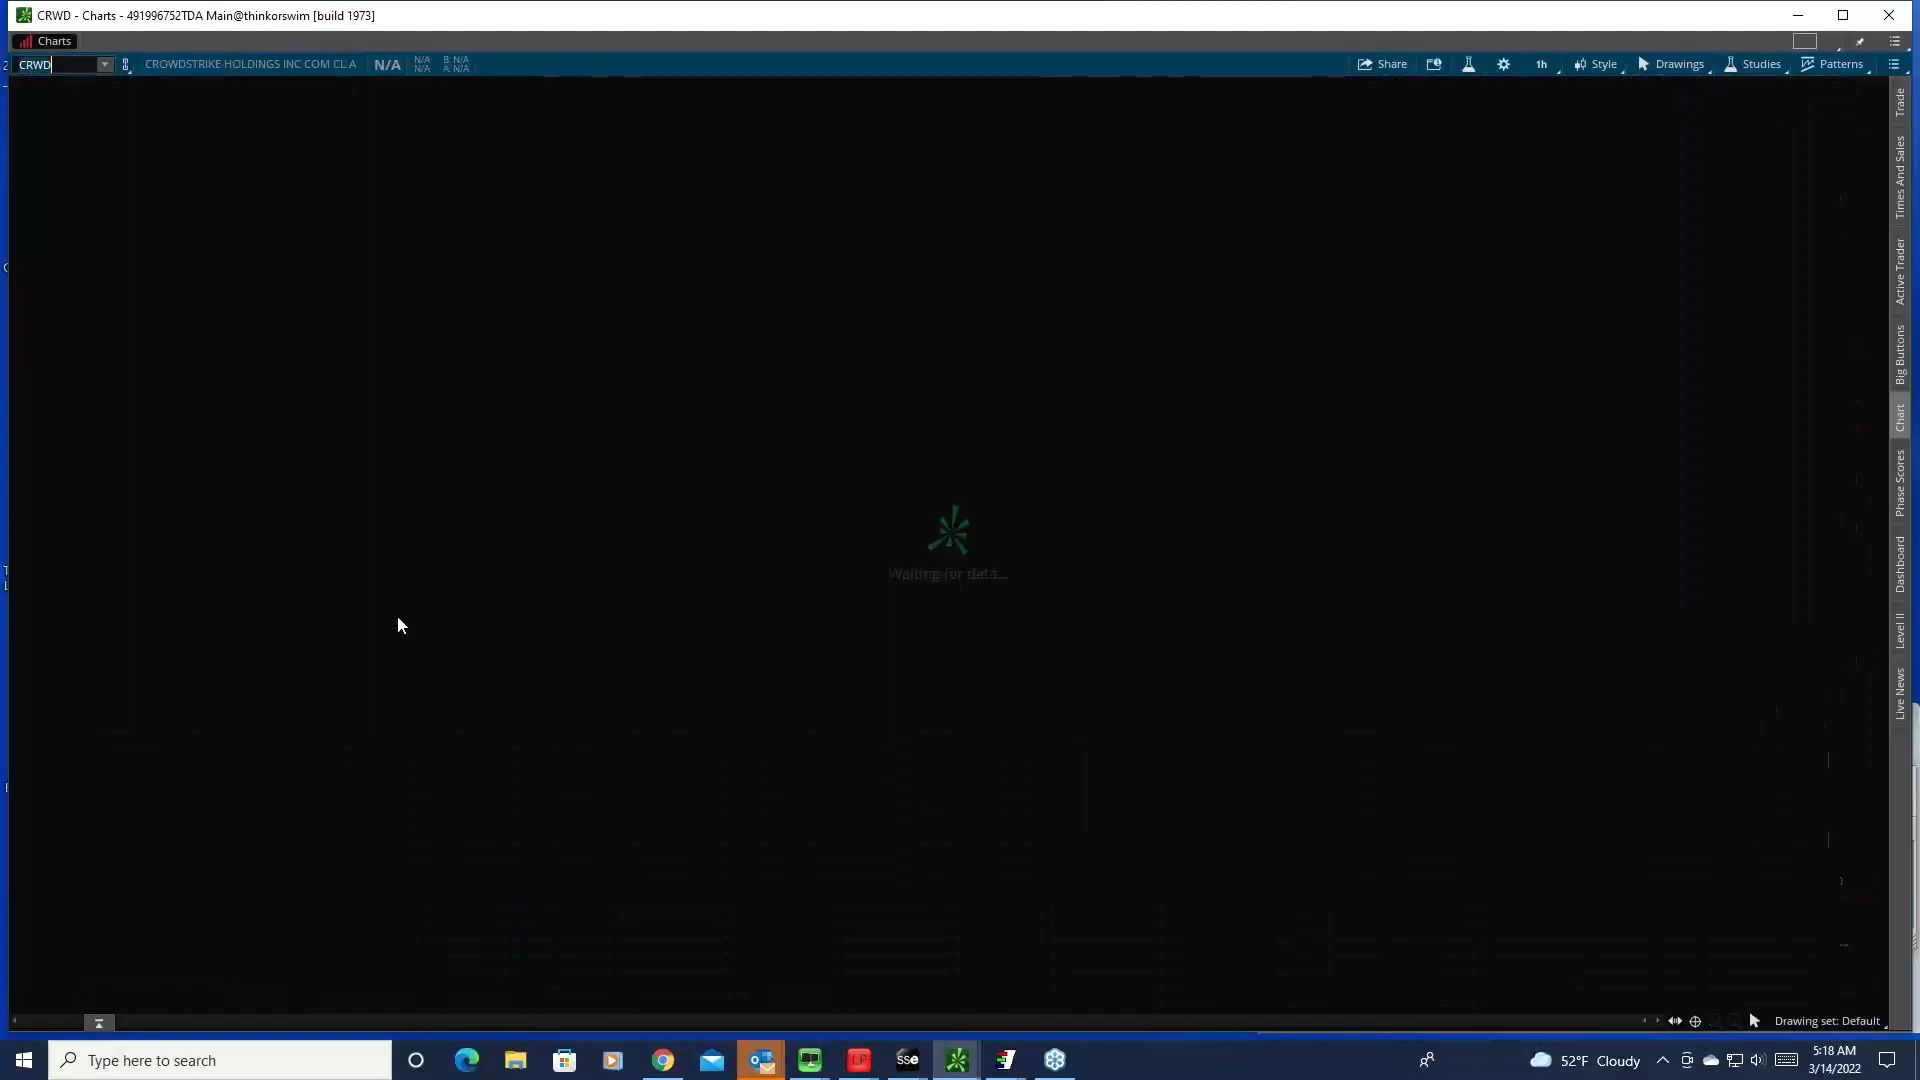 CRWD - Charts - 491996752TDA Main@thinkorswim [build 1973]
Charts
CRWD CROWDSTRIKE HOLDINGS INC COM CL A N/A N/A N/A B: N/A A: N/A Share 1h Style Drawings Studies Patterns
Trade
Times And Sales
Active Trader
Big Buttons
Chart
Phase Scores
Dashboard
Level II
Live News
Waiting for data...
Drawing set: Default
Type here to search
LP
sse
52°F Cloudy
5:18 AM
3/14/2022